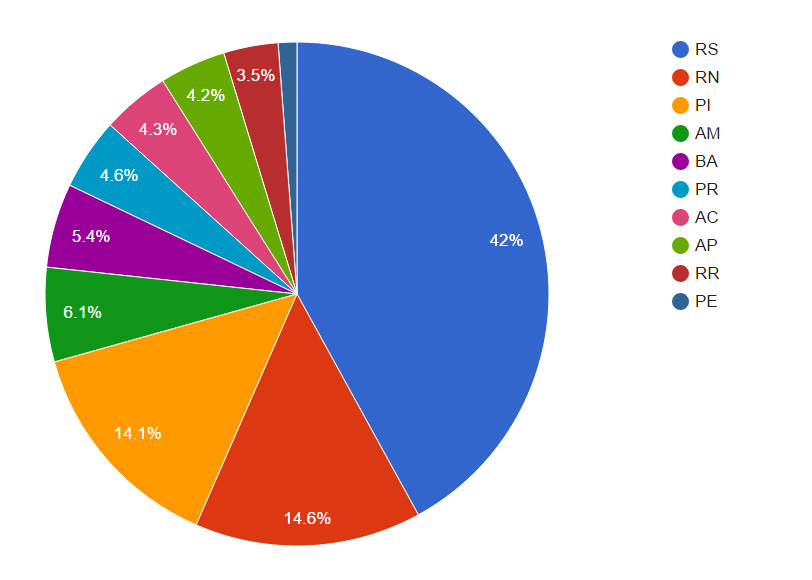 3.5%
4.2%
4.3%
4.6%
5.4%
42%
6.1%
14.1%
14.6%
RS
RN
PI
AM
BA
PR
AC
AP
RR
PE